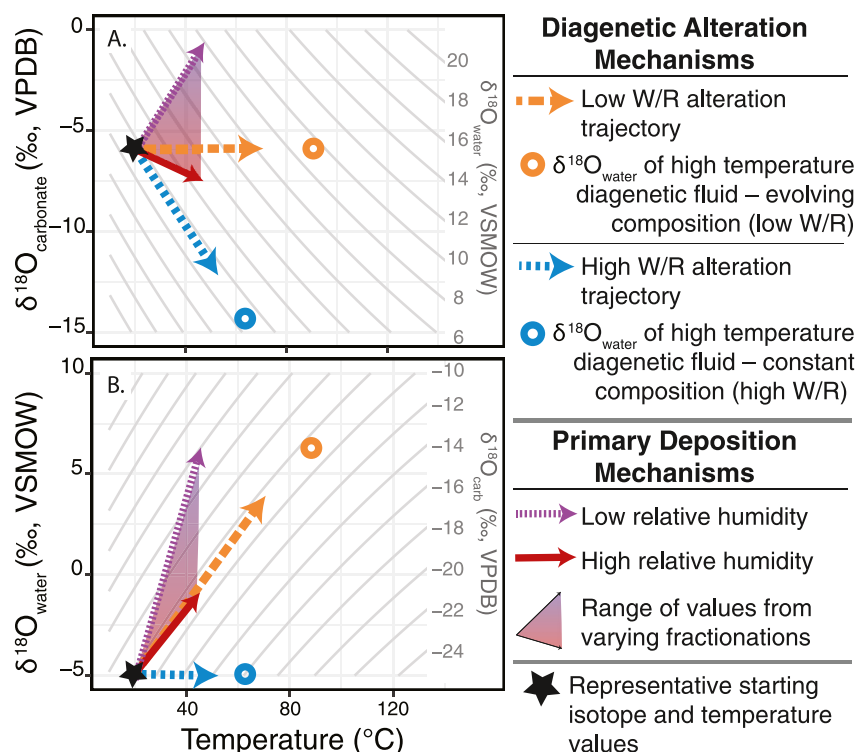 A.
0
−5
−10
−15
δ¹⁸Ocarbonate (‰, VPDB)
20
18
16
14
12
10
8
6
δ¹⁸Owater (‰, VSMOW)
B.
10
5
0
−5
δ¹⁸Owater (‰, VSMOW)
−10
−12
−14
−16
−18
−20
−22
−24
δ¹⁸Ocarb (‰, VPDB)
40
80
120
Temperature (°C)
Diagenetic Alteration
Mechanisms
Low W/R alteration
trajectory
δ¹⁸Owater of high temperature
diagenetic fluid – evolving
composition (low W/R)
High W/R alteration
trajectory
δ¹⁸Owater of high temperature
diagenetic fluid – constant
composition (high W/R)
Primary Deposition
Mechanisms
Low relative humidity
High relative humidity
Range of values from
varying fractionations
Representative starting
isotope and temperature
values